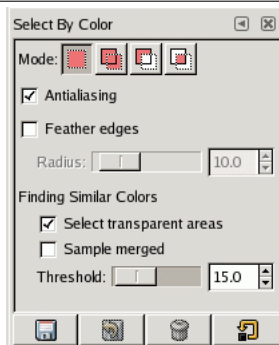 Select By Color
Mode:
Antialiasing
Feather edges
Radius: 10.0
Finding Similar Colors
Select transparent areas
Sample merged
Threshold: 15.0